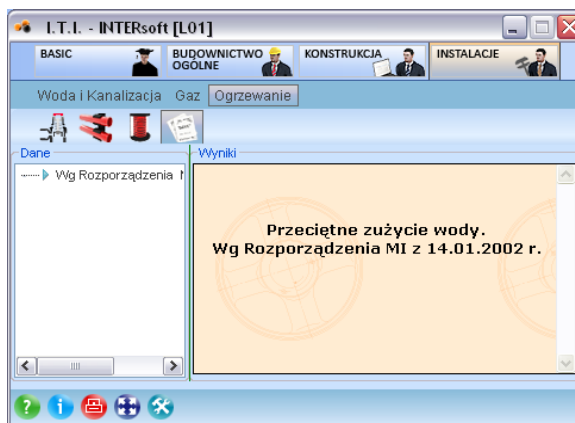 I.T.I. - INTERsoft [L01]
BASIC
BUDOWNICTWO OGÓLNE
KONSTRUKCJA
INSTALACJE
Woda i Kanalizacja Gaz Ogrzewanie
Dane
Wg Rozporządzenia
Wyniki
Przeciętne zużycie wody.
Wg Rozporządzenia MI z 14.01.2002 r.